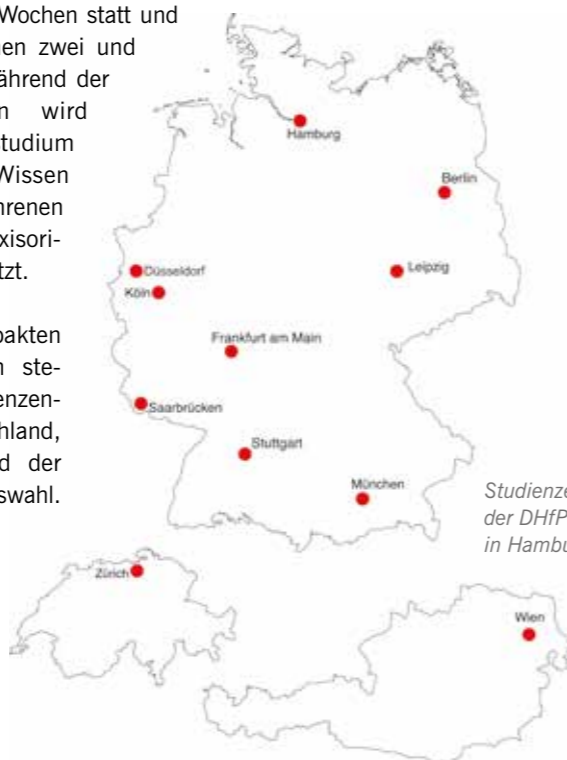 Wochen statt und
en zwei und
ährend der
n wird
tudium
Wissen
hrenen
xisori-
tzt.
pakten
n ste-
enzen-
hland,
d der
swahl.
Hamburg
Berlin
Düsseldorf
Leipzig
Köln
Frankfurt am Main
Saarbrücken
Stuttgart
München
Studienze
der DHfP
in Hambu
Zürich
Wien